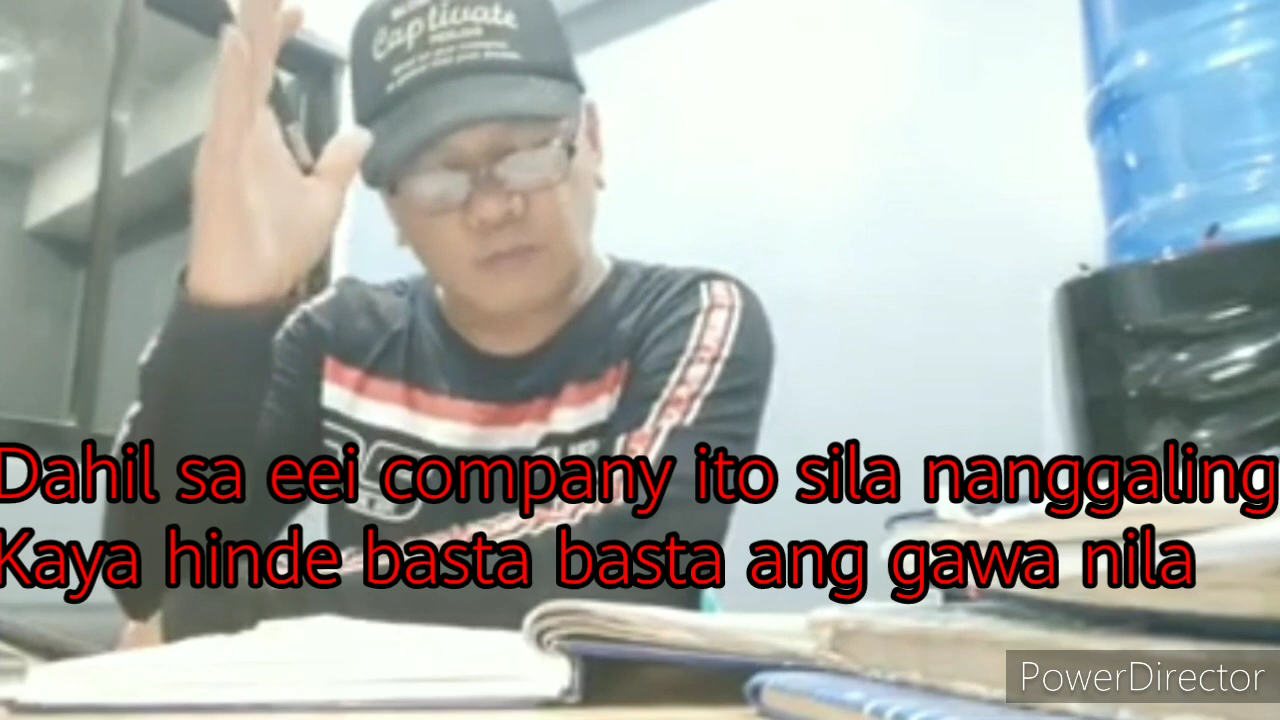 Captivate
Dahil sa eei company ito sila nanggaling
Kaya hinde basta basta ang gawa nila
PowerDirector